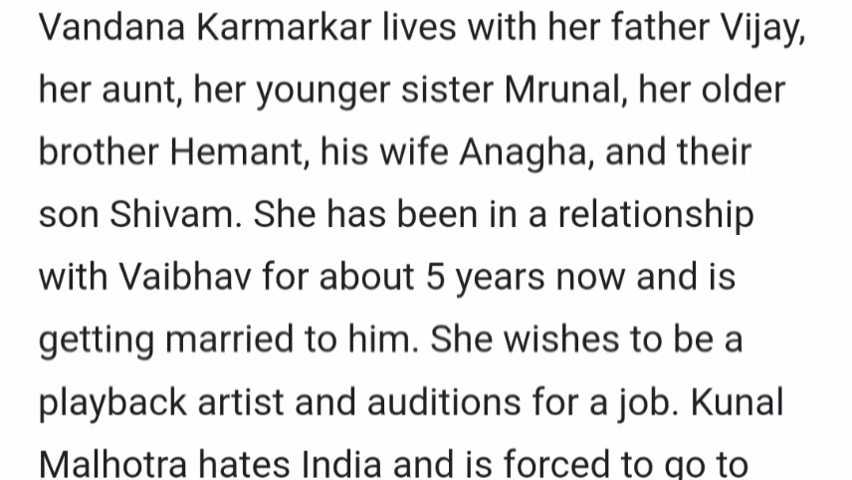 Vandana Karmarkar lives with her father Vijay,
her aunt, her younger sister Mrunal, her older
brother Hemant, his wife Anagha, and their
son Shivam. She has been in a relationship
with Vaibhav for about 5 years now and is
getting married to him. She wishes to be a
playback artist and auditions for a job. Kunal
Malhotra hates India and is forced to go to